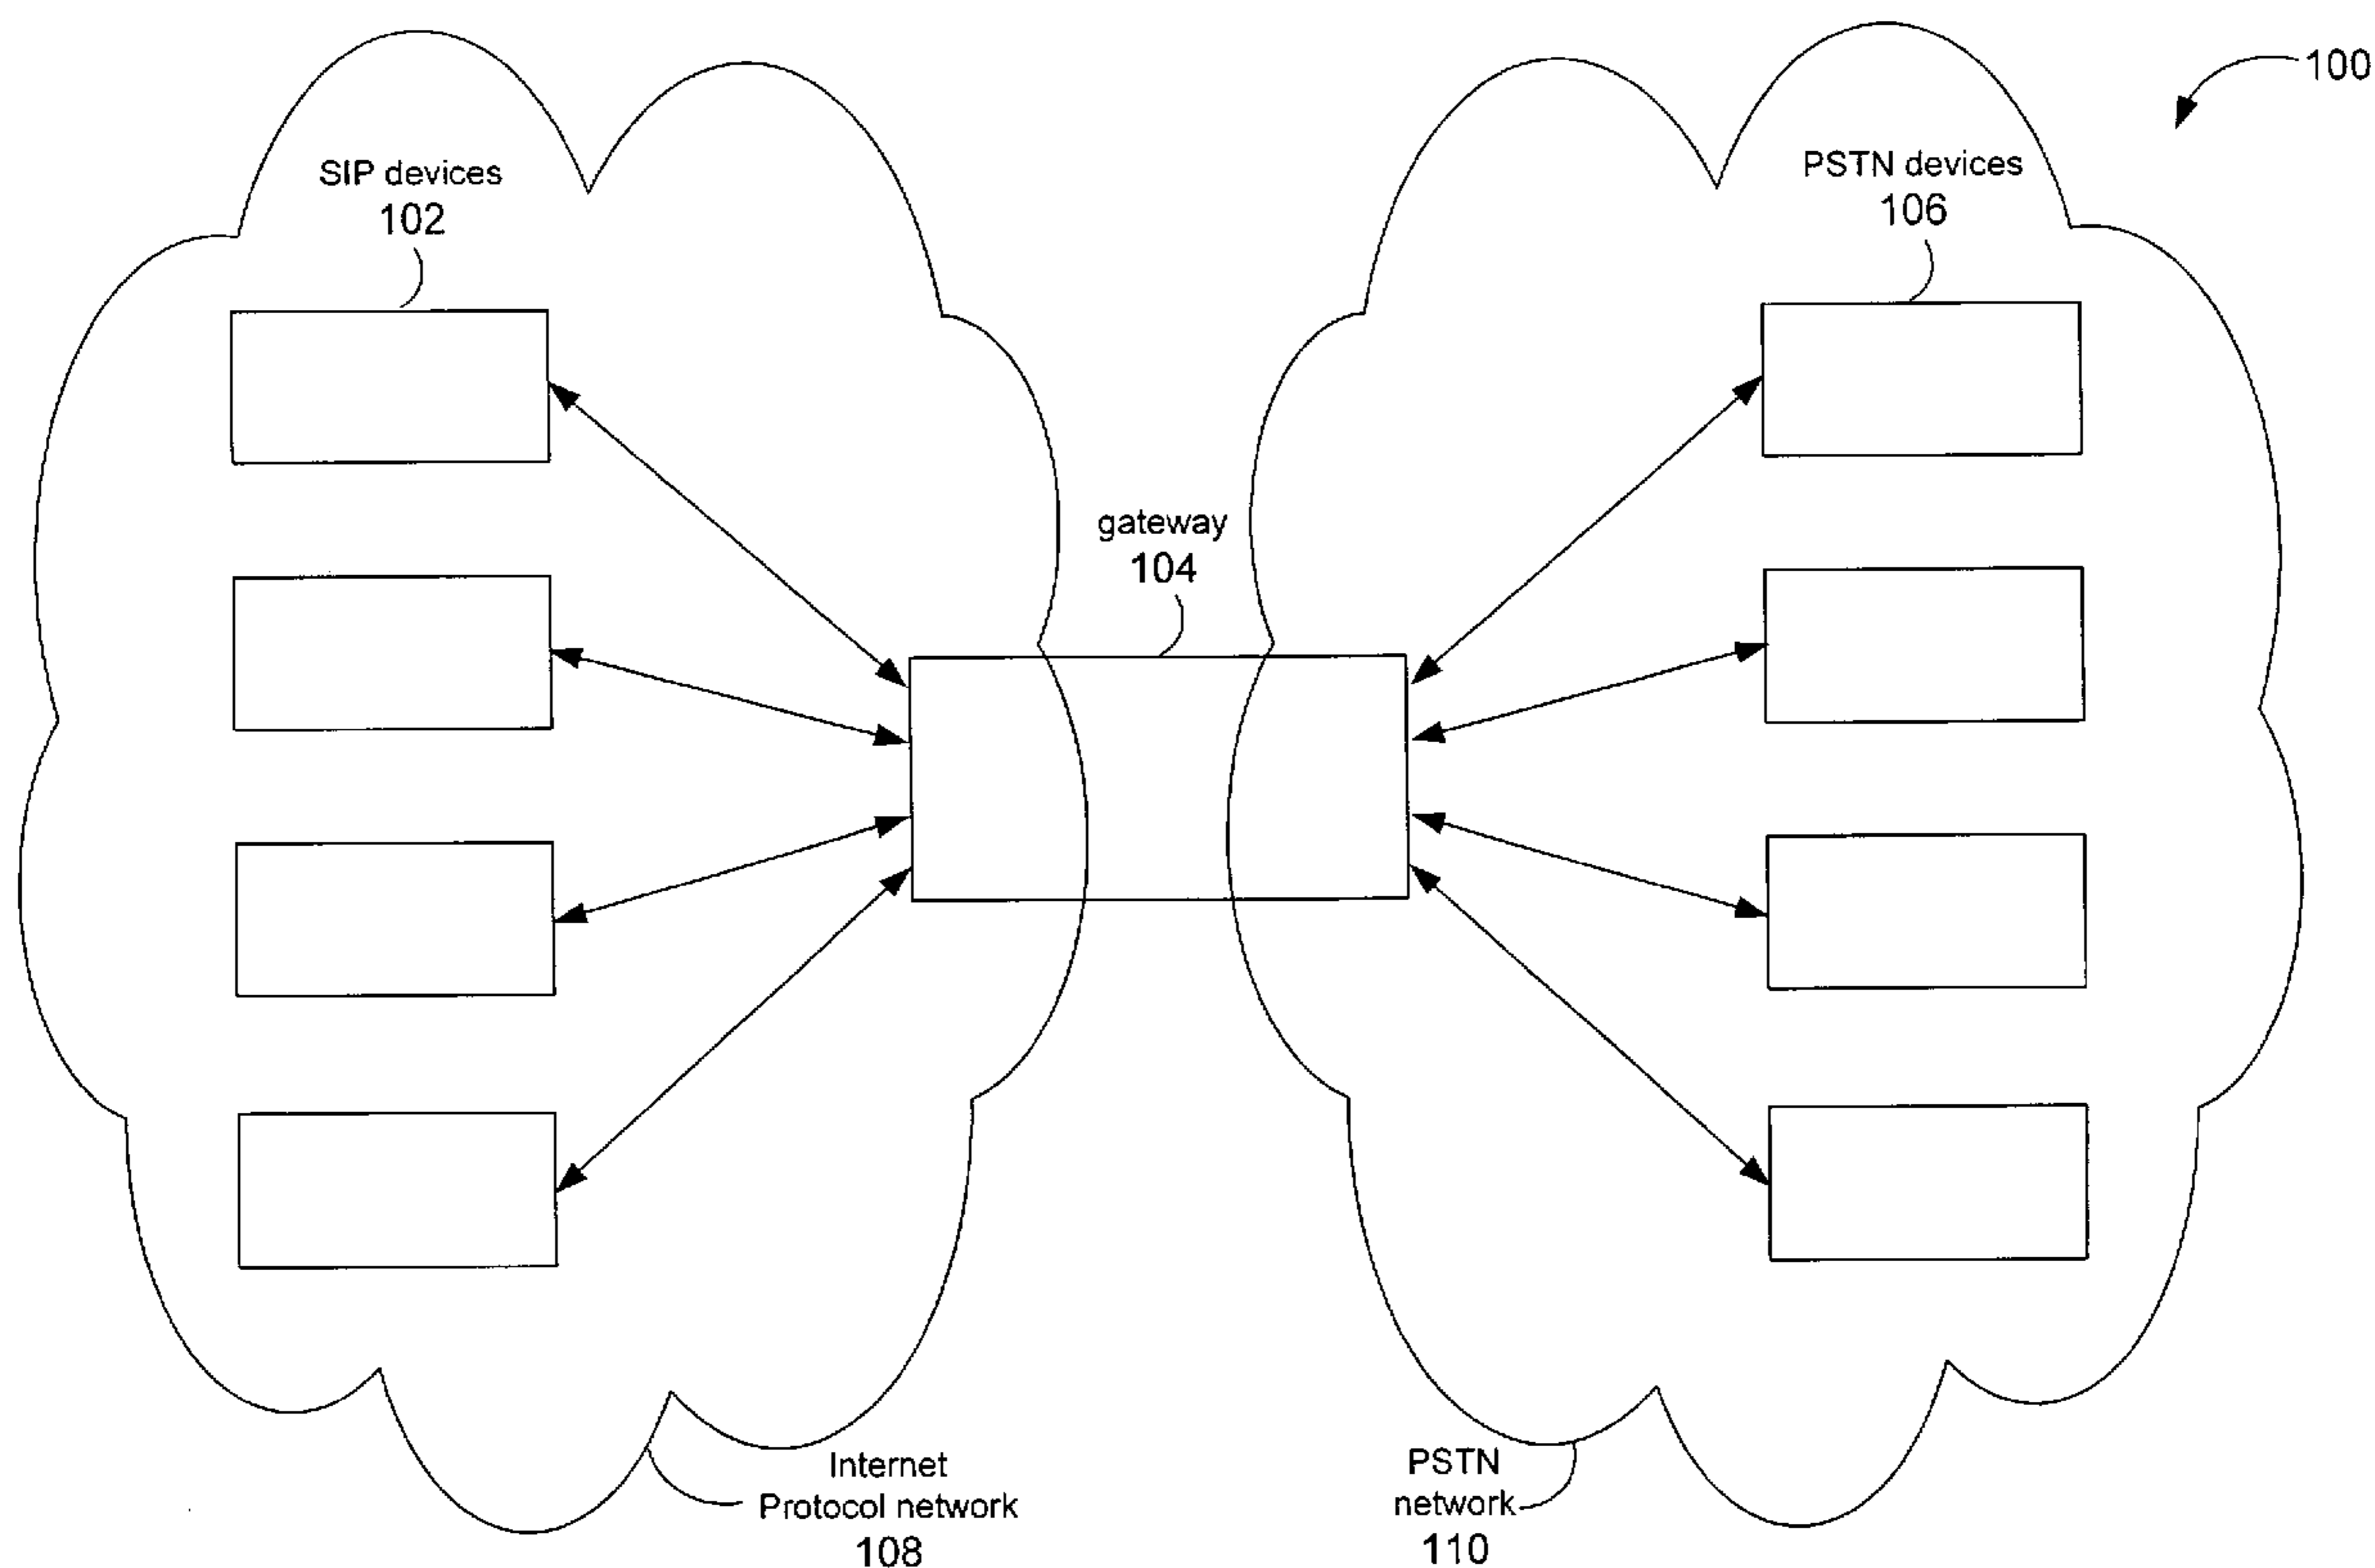 100
SIP devices
102
PSTN devices
106
gateway
104
Internet
Protocol network
108
PSTN
network
110